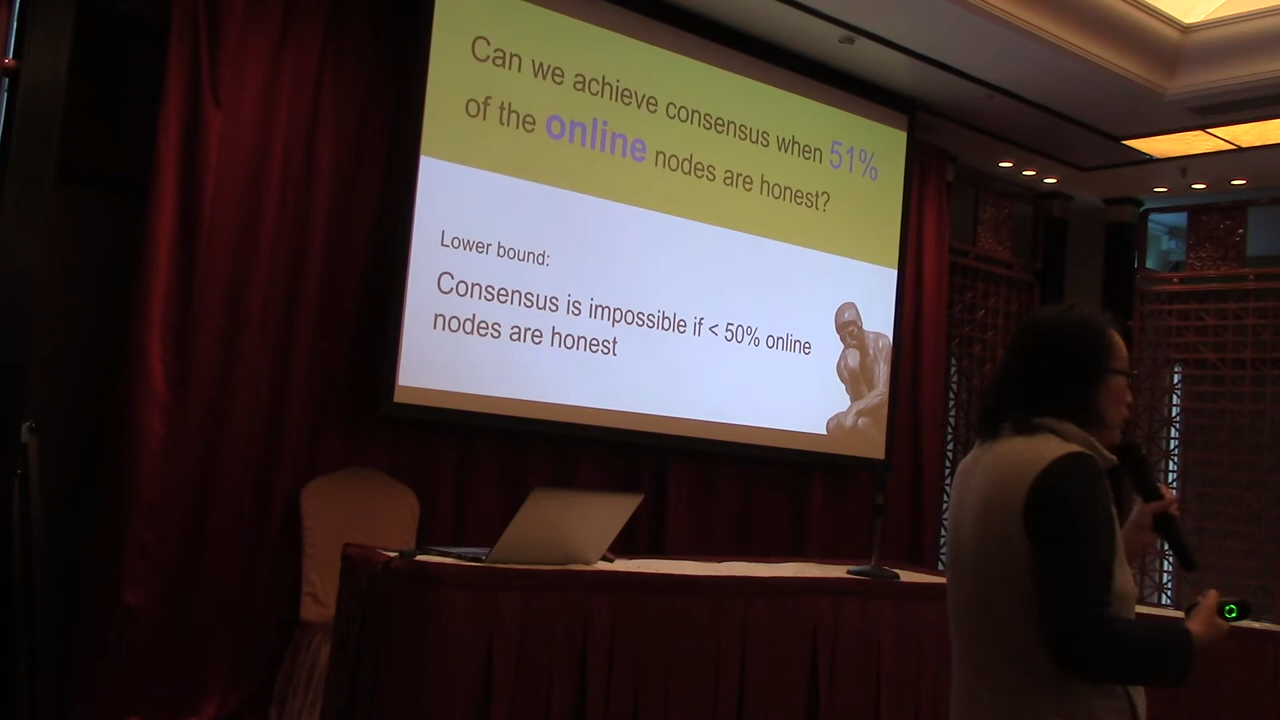 Can we achieve consensus when 51%
of the online nodes are honest?
Lower bound:
Consensus is impossible if < 50% online
nodes are honest